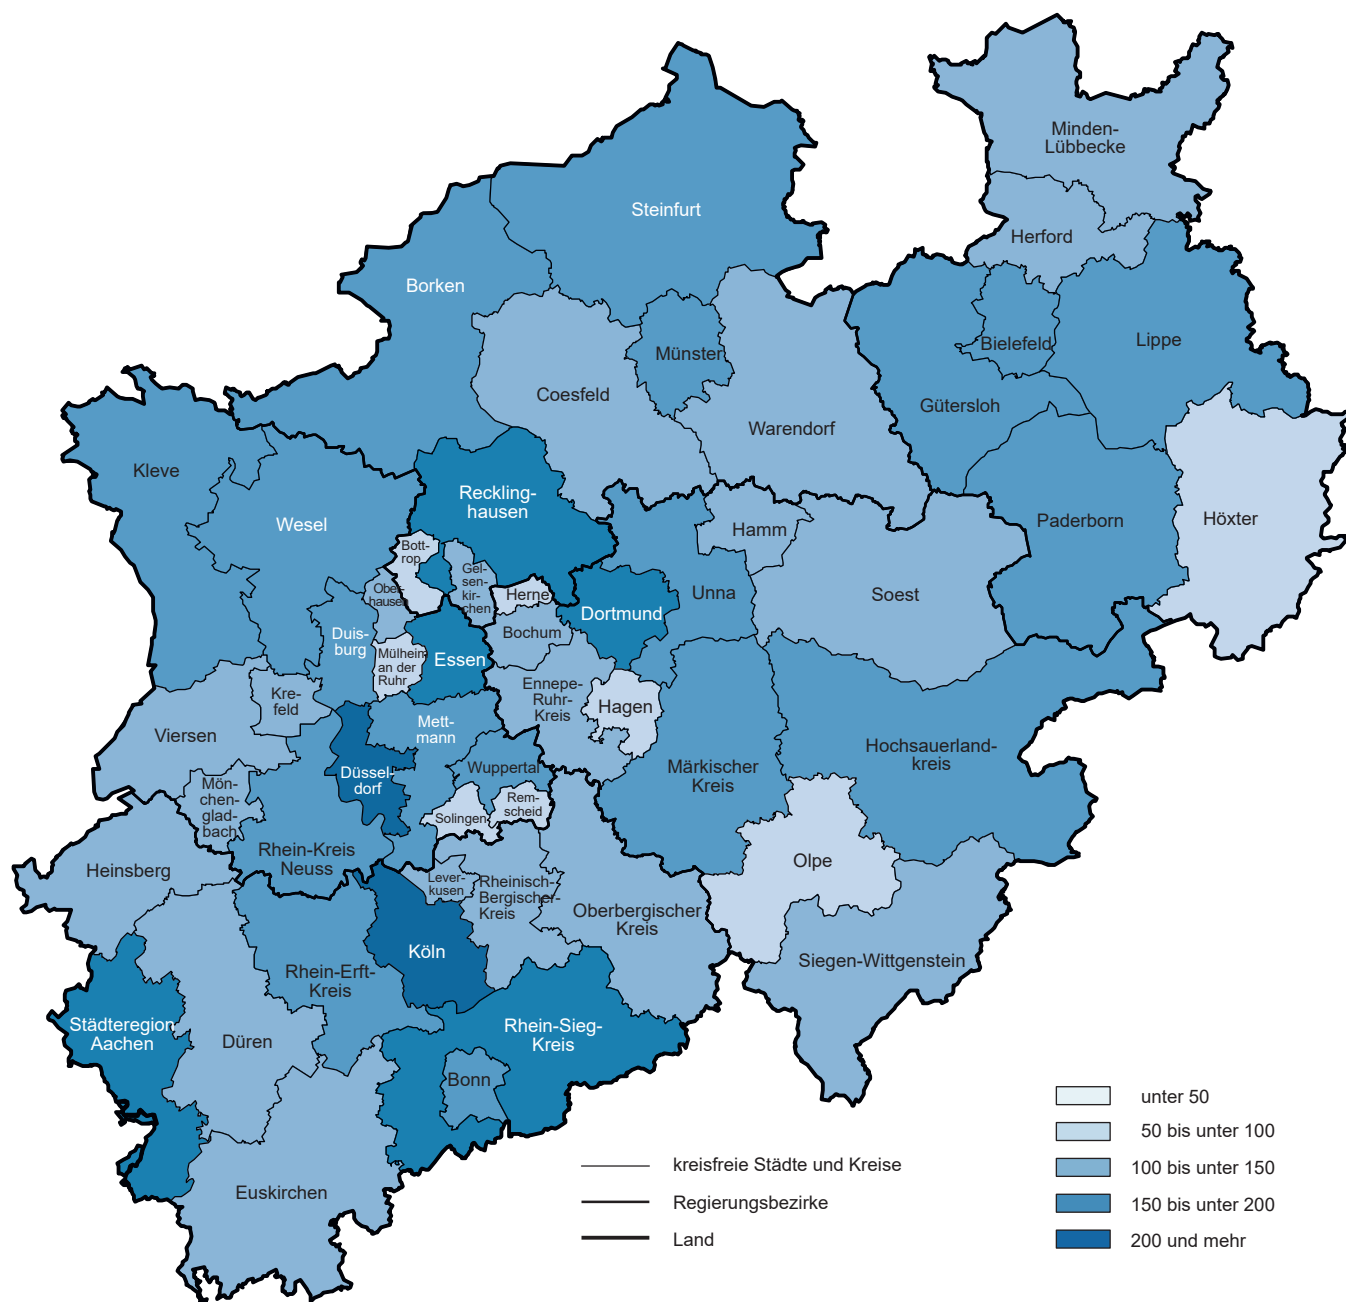 Minden-
Lübbecke
Steinfurt
Herford
Borken
Münster
Bielefeld
Lippe
Coesfeld
Gütersloh
Warendorf
Kleve
Reckling-
hausen
Wesel
Hamm
Paderborn
Höxter
Bott-
rop
Gel-
sen-
kir-
chen
Ober-
hausen
Herne
Unna
Soest
Dortmund
Bochum
Duis-
burg
Mülheim
an der
Ruhr
Essen
Ennepe-
Ruhr-
Kreis
Kre-
feld
Hagen
Viersen
Mett-
mann
Hochsauerland-
kreis
Düssel-
dorf
Wuppertal
Märkischer
Kreis
Mön-
chen-
glad-
bach
Rem-
scheid
Solingen
Rhein-Kreis
Neuss
Olpe
Heinsberg
Lever-
kusen
Rheinisch-
Bergischer-
Kreis
Oberbergischer
Kreis
Köln
Siegen-Wittgenstein
Rhein-Erft-
Kreis
Städteregion
Aachen
Düren
Rhein-Sieg-
Kreis
Bonn
Euskirchen
kreisfreie Städte und Kreise
Regierungsbezirke
Land
unter 50
50 bis unter 100
100 bis unter 150
150 bis unter 200
200 und mehr